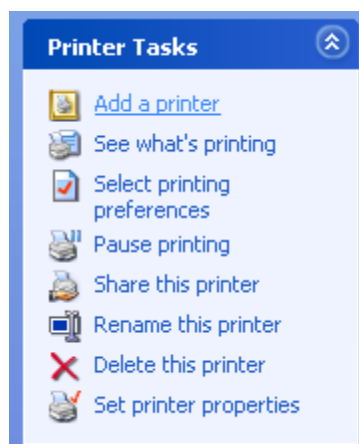 Printer Tasks
Add a printer
See what's printing
Select printing
preferences
Pause printing
Share this printer
Rename this printer
Delete this printer
Set printer properties